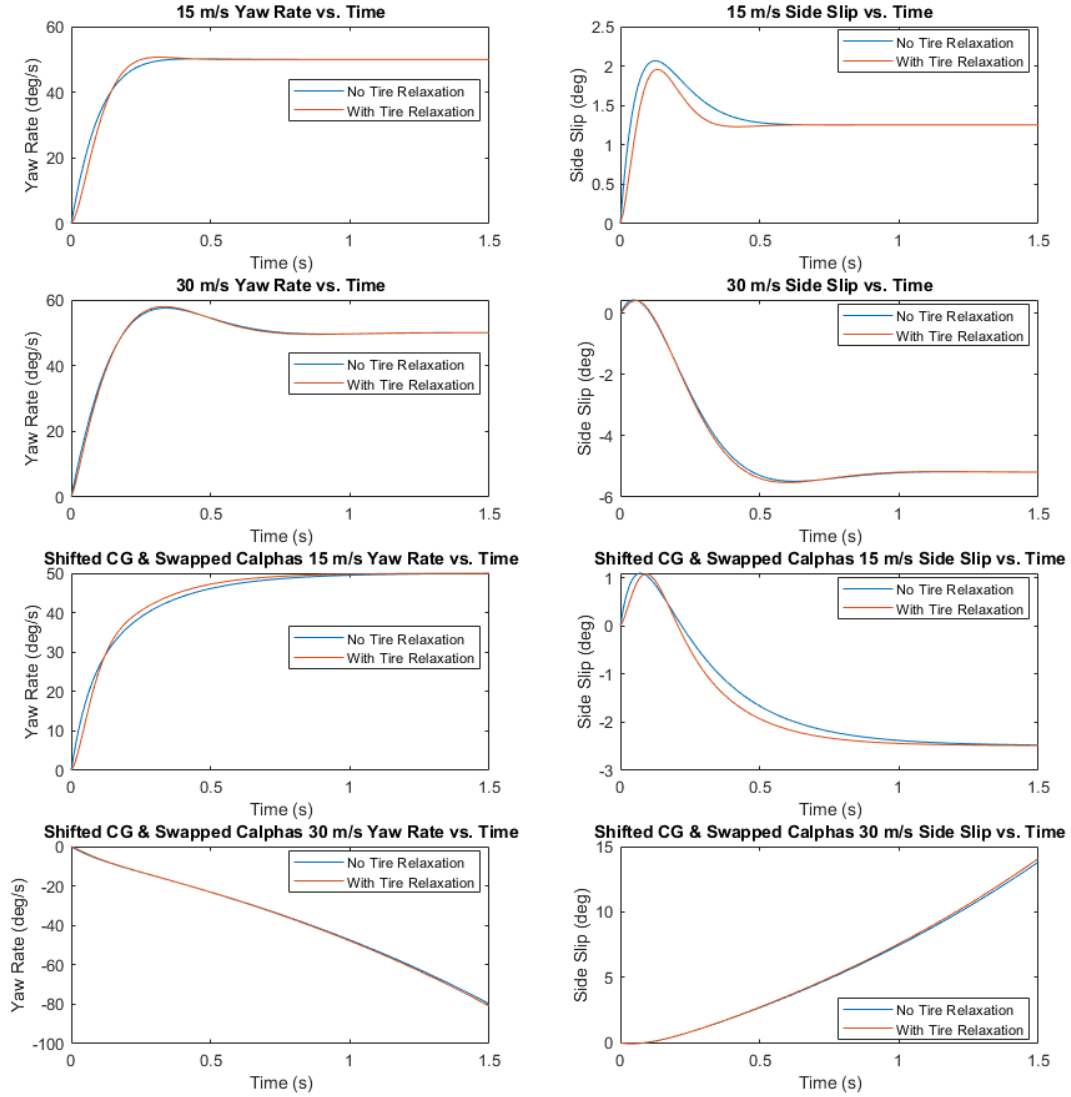 15 m/s Yaw Rate vs. Time
60
40
20
0
Yaw Rate (deg/s)
No Tire Relaxation
With Tire Relaxation
0 0.5 1 1.5
Time (s)
15 m/s Side Slip vs. Time
2.5
2
1.5
1
0.5
0
Side Slip (deg)
No Tire Relaxation
With Tire Relaxation
0 0.5 1 1.5
Time (s)
30 m/s Yaw Rate vs. Time
60
40
20
0
Yaw Rate (deg/s)
No Tire Relaxation
With Tire Relaxation
0 0.5 1 1.5
Time (s)
30 m/s Side Slip vs. Time
0
-2
-4
-6
Side Slip (deg)
No Tire Relaxation
With Tire Relaxation
0 0.5 1 1.5
Time (s)
Shifted CG & Swapped Calphas 15 m/s Yaw Rate vs. Time
50
40
30
20
10
0
Yaw Rate (deg/s)
No Tire Relaxation
With Tire Relaxation
0 0.5 1 1.5
Time (s)
Shifted CG & Swapped Calphas 15 m/s Side Slip vs. Time
1
0
-1
-2
-3
Side Slip (deg)
No Tire Relaxation
With Tire Relaxation
0 0.5 1 1.5
Time (s)
Shifted CG & Swapped Calphas 30 m/s Yaw Rate vs. Time
0
-20
-40
-60
-80
-100
Yaw Rate (deg/s)
No Tire Relaxation
With Tire Relaxation
0 0.5 1 1.5
Time (s)
Shifted CG & Swapped Calphas 30 m/s Side Slip vs. Time
15
10
5
0
Side Slip (deg)
No Tire Relaxation
With Tire Relaxation
0 0.5 1 1.5
Time (s)